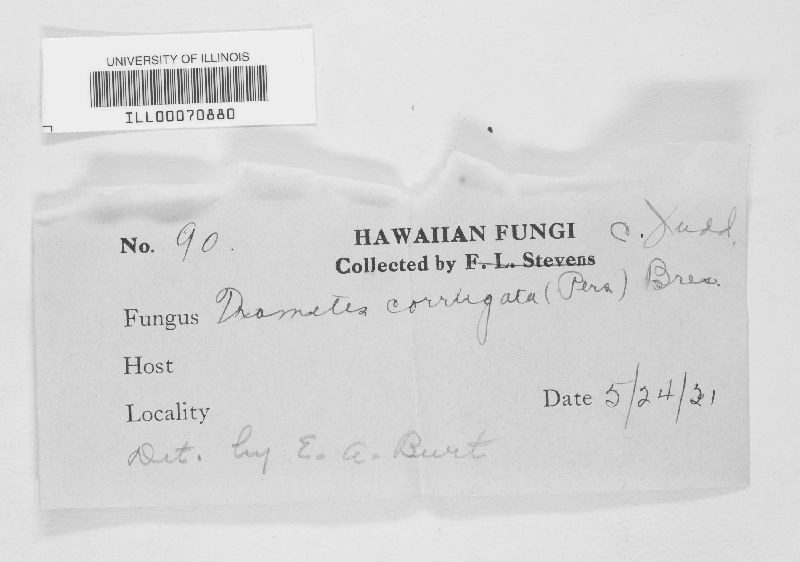 UNIVERSITY OF ILLINOIS
ILL00070880
No. 90.
HAWAIIAN FUNGI
C. Judd.
Collected by F. L. Stevens
Fungus Trametes corrugata (Pers) Bres.
Host
Locality
Date 5/24/21
Det. by E. A. Burt